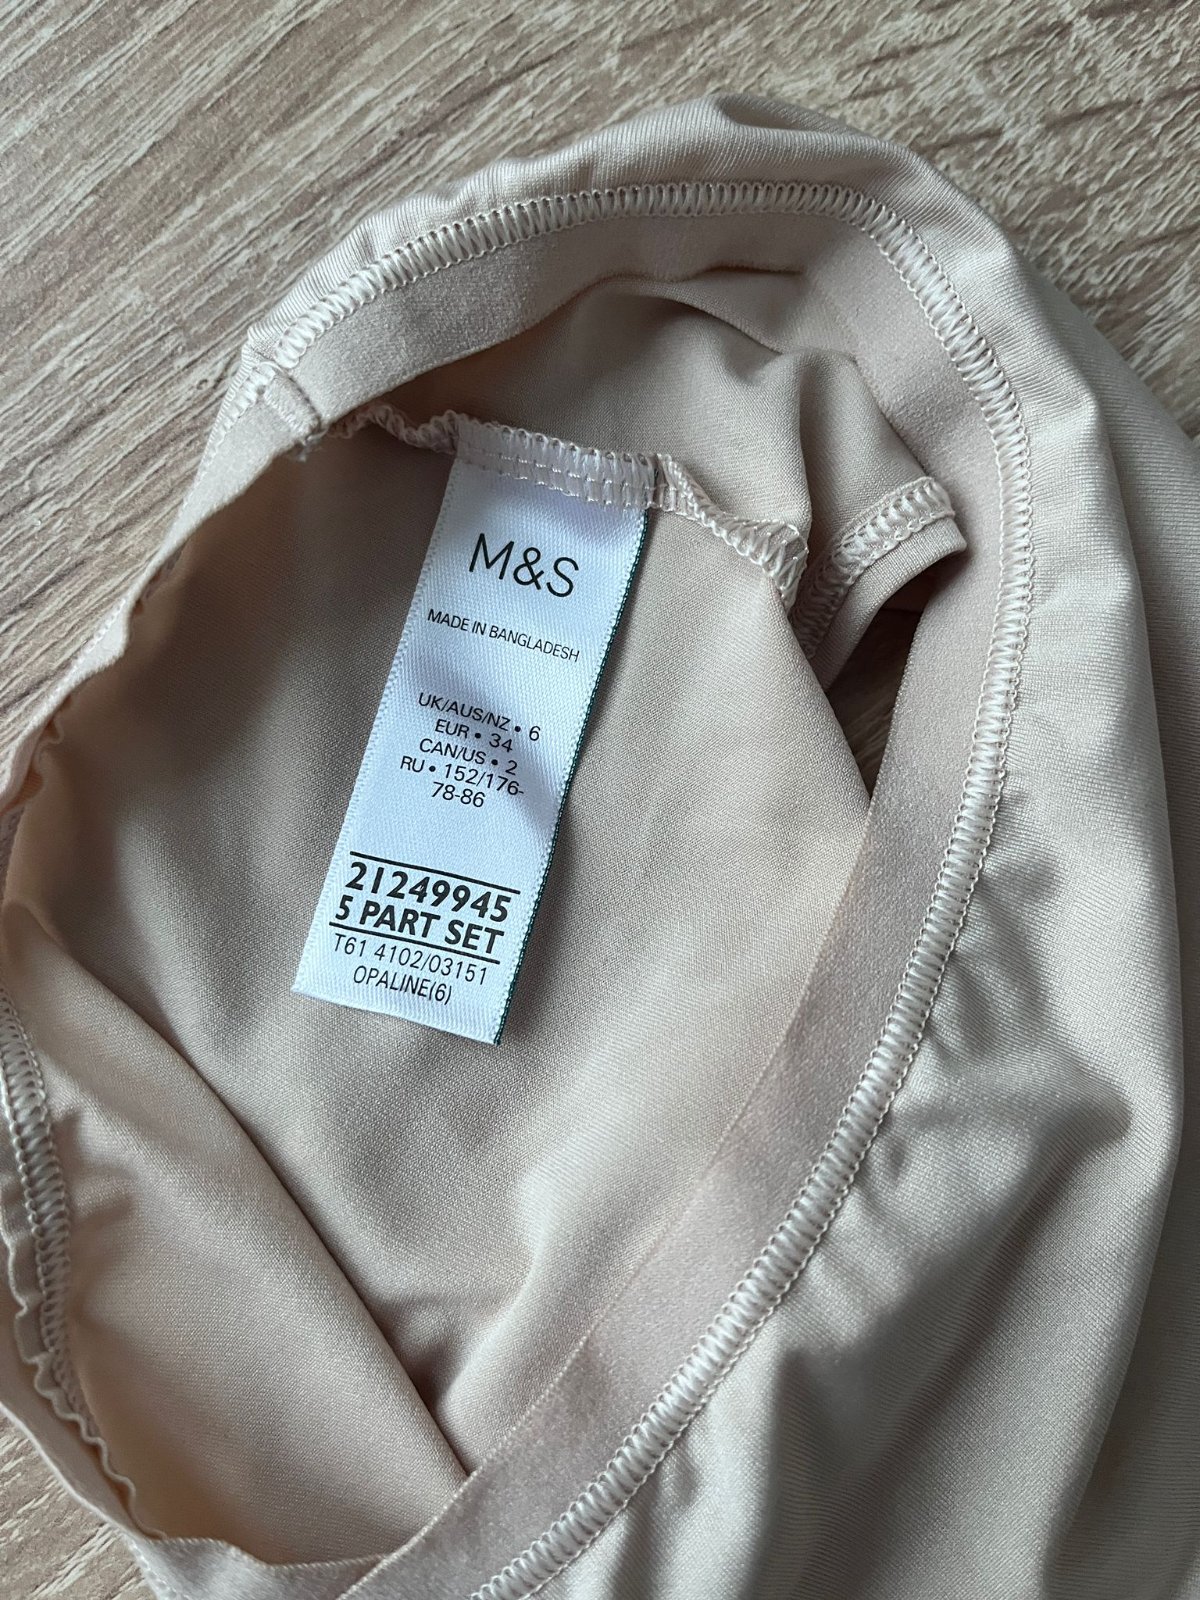 M&S
MADE IN BANGLADESH
UK/AUS/NZ • 6
EUR • 34
CAN/US • 2
RU • 152/176-
78-86
21249945
5 PART SET
T61 4102/03151
OPALINE(6)